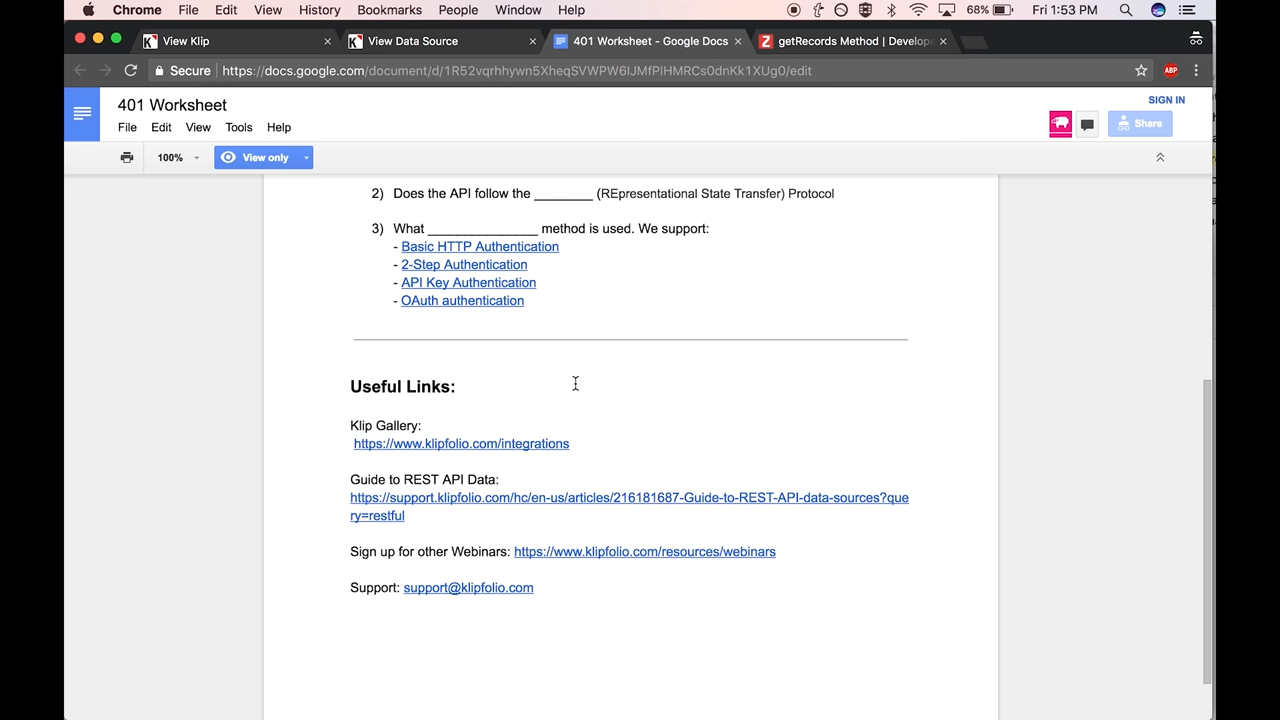 Chrome File Edit View History Bookmarks People Window Help 68% Fri 1:53 PM
View Klip View Data Source 401 Worksheet - Google Docs getRecords Method | Develope
Secure https://docs.google.com/document/d/1R52vqrhhywn5XheqSVWPW6IJMfPlHMRCs0dnKk1XUg0/edit ABP
401 Worksheet SIGN IN
File Edit View Tools Help Share
100% View only
2) Does the API follow the ________ (REpresentational State Transfer) Protocol
3) What _______________ method is used. We support:
- Basic HTTP Authentication
- 2-Step Authentication
- API Key Authentication
- OAuth authentication
Useful Links:
Klip Gallery:
https://www.klipfolio.com/integrations
Guide to REST API Data:
https://support.klipfolio.com/hc/en-us/articles/216181687-Guide-to-REST-API-data-sources?que
ry=restful
Sign up for other Webinars: https://www.klipfolio.com/resources/webinars
Support: support@klipfolio.com